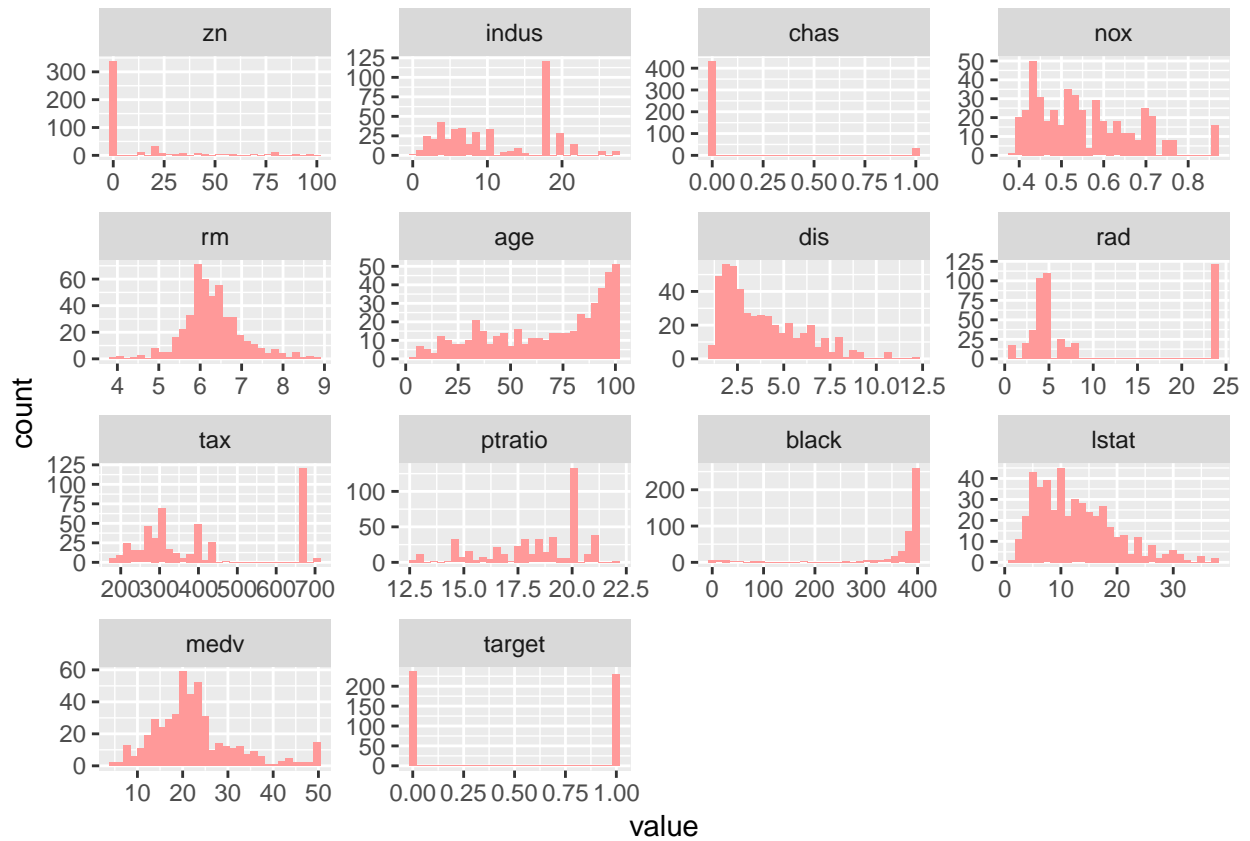 zn indus chas nox
300 200 100 0
0 25 50 75 100
125 100 75 50 25 0
0 10 20
400 300 200 100 0
0.00 0.25 0.50 0.75 1.00
50 40 30 20 10 0
0.4 0.5 0.6 0.7 0.8
rm age dis rad
60 40 20 0
4 5 6 7 8 9
50 40 30 20 10 0
0 25 50 75 100
40 20 0
2.5 5.0 7.5 10.0 12.5
125 100 75 50 25 0
0 5 10 15 20 25
count
tax ptratio black lstat
125 100 75 50 25 0
200 300 400 500 600 700
100 50 0
12.5 15.0 17.5 20.0 22.5
200 100 0
0 100 200 300 400
40 30 20 10 0
0 10 20 30
medv target
60 40 20 0
10 20 30 40 50
200 150 100 50 0
0.00 0.25 0.50 0.75 1.00
value